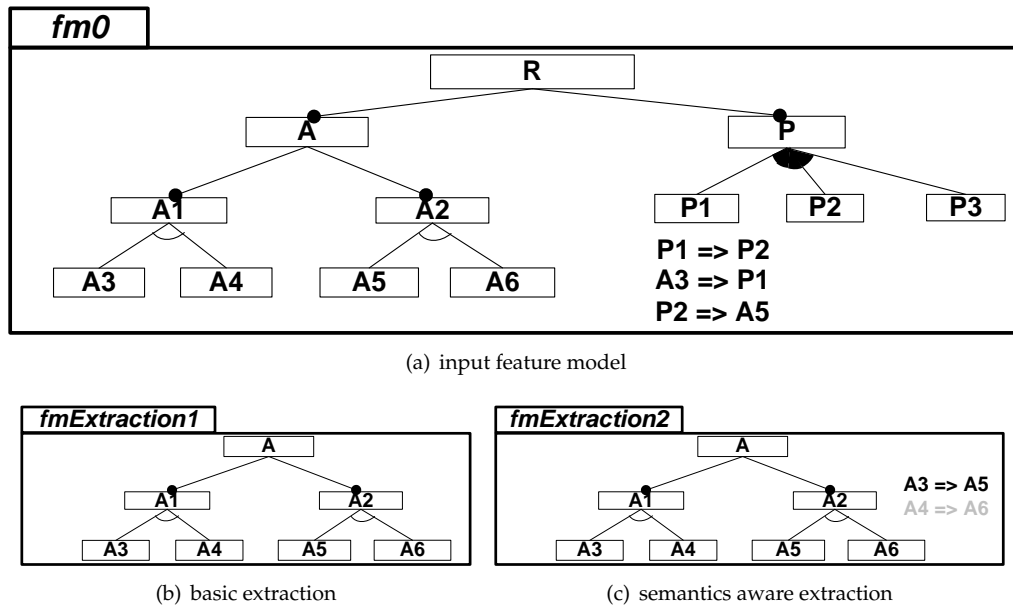 fm0
R
A P
A1 A2 P1 P2 P3
A3 A4 A5 A6
P1 => P2
A3 => P1
P2 => A5
(a) input feature model
fmExtraction1
A
A1 A2
A3 A4 A5 A6
(b) basic extraction
fmExtraction2
A
A1 A2
A3 A4 A5 A6
A3 => A5
A4 => A6
(c) semantics aware extraction